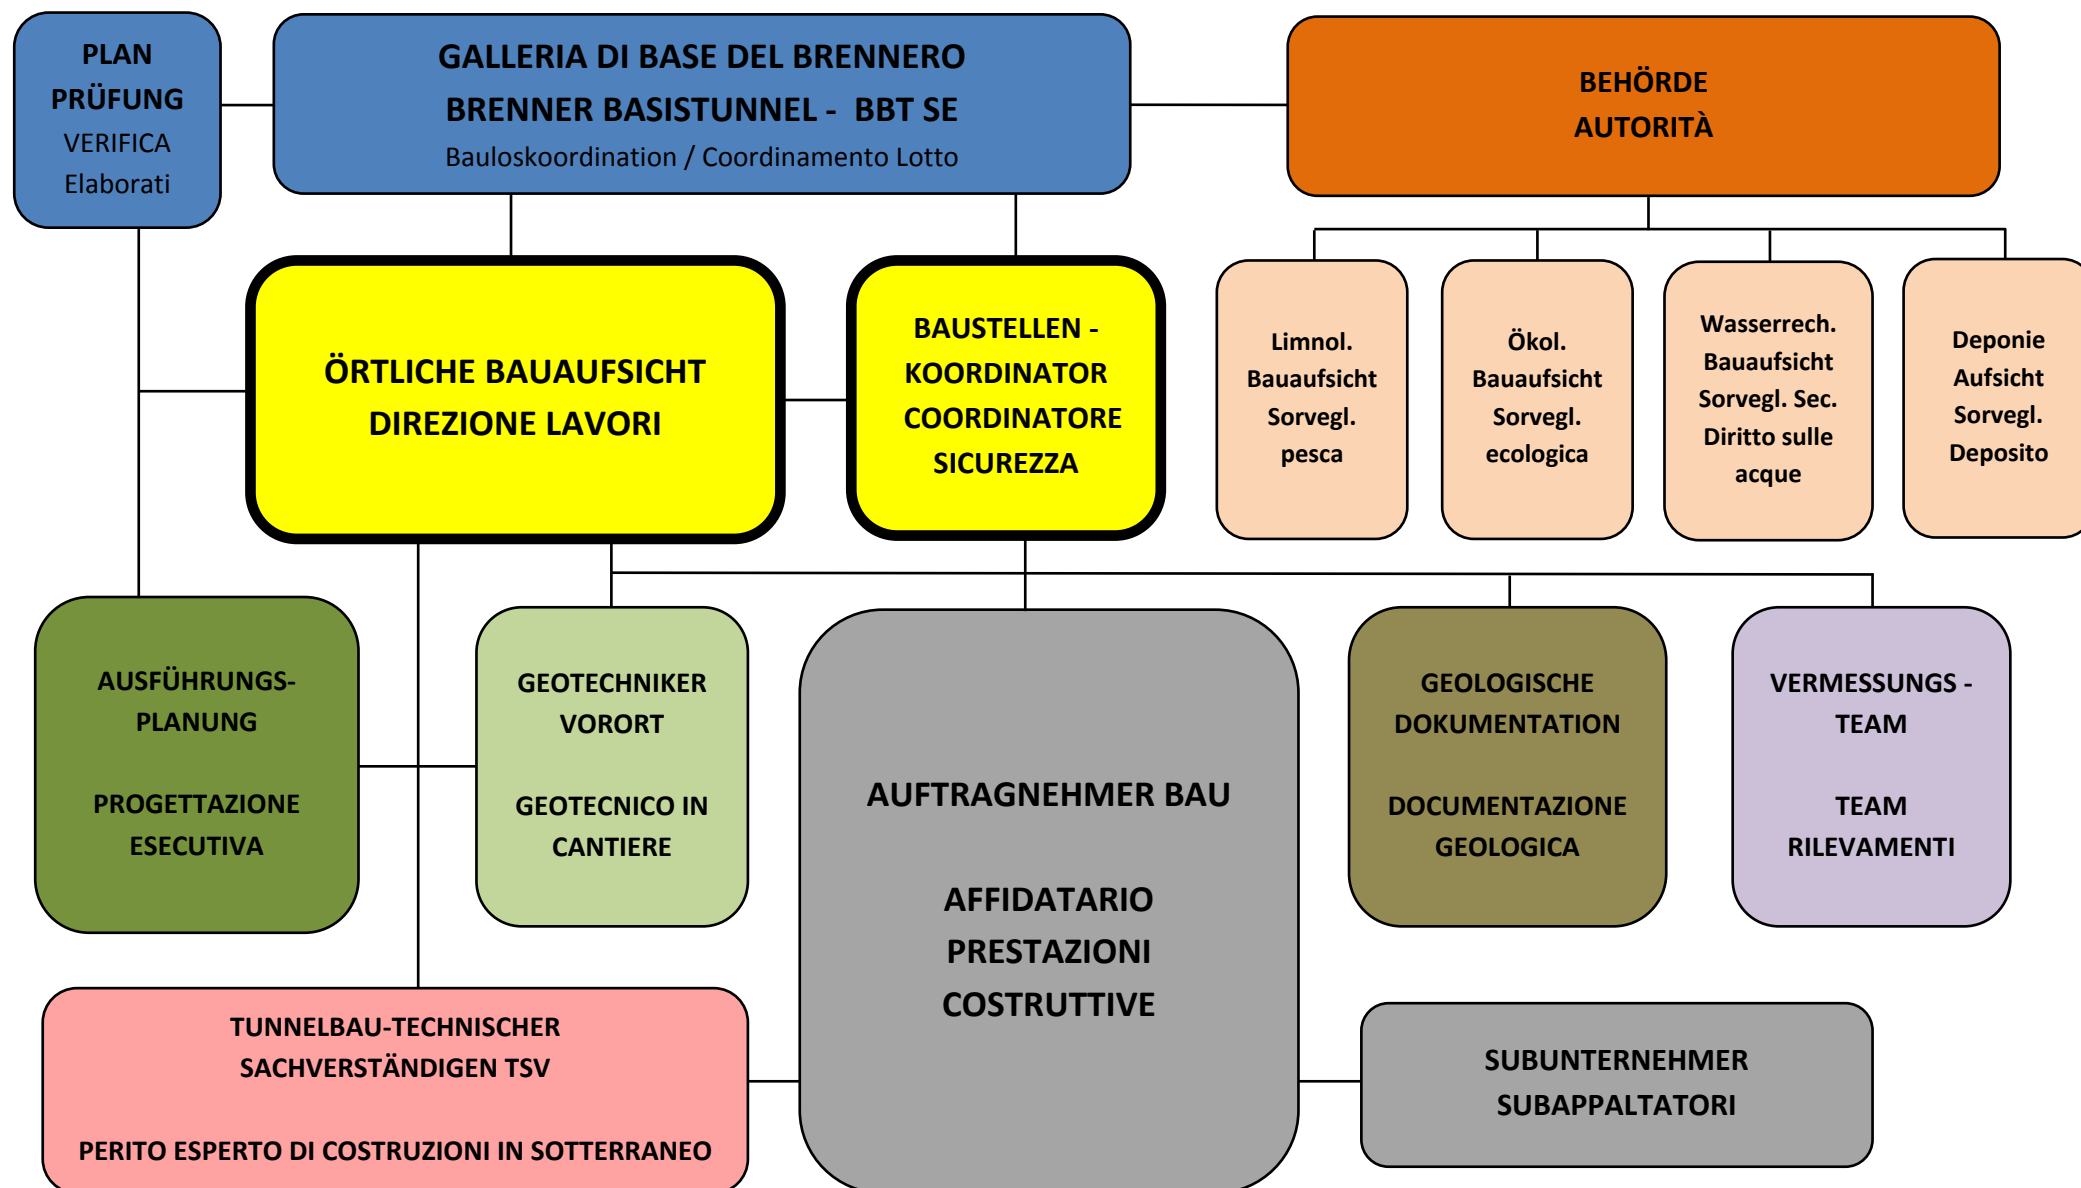 PLAN
PRÜFUNG
VERIFICA
Elaborati
GALLERIA DI BASE DEL BRENNERO
BRENNER BASISTUNNEL - BBT SE
Bauloskoordination / Coordinamento Lotto
BEHÖRDE
AUTORITÀ
ÖRTLICHE BAUAUFSICHT
DIREZIONE LAVORI
BAUSTELLEN -
KOORDINATOR
COORDINATORE
SICUREZZA
Limnol.
Bauaufsicht
Sorvegl.
pesca
Ökol.
Bauaufsicht
Sorvegl.
ecologica
Wasserrech.
Bauaufsicht
Sorvegl. Sec.
Diritto sulle
acque
Deponie
Aufsicht
Sorvegl.
Deposito
AUSFÜHRUNGS-
PLANUNG
PROGETTAZIONE
ESECUTIVA
GEOTECHNIKER
VORORT
GEOTECNICO IN
CANTIERE
AUFTRAGNEHMER BAU
AFFIDATARIO
PRESTAZIONI
COSTRUTTIVE
GEOLOGISCHE
DOKUMENTATION
DOCUMENTAZIONE
GEOLOGICA
VERMESSUNGS -
TEAM
TEAM
RILEVAMENTI
TUNNELBAU-TECHNISCHER
SACHVERSTÄNDIGEN TSV
PERITO ESPERTO DI COSTRUZIONI IN SOTTERRANEO
SUBUNTERNEHMER
SUBAPPALTATORI